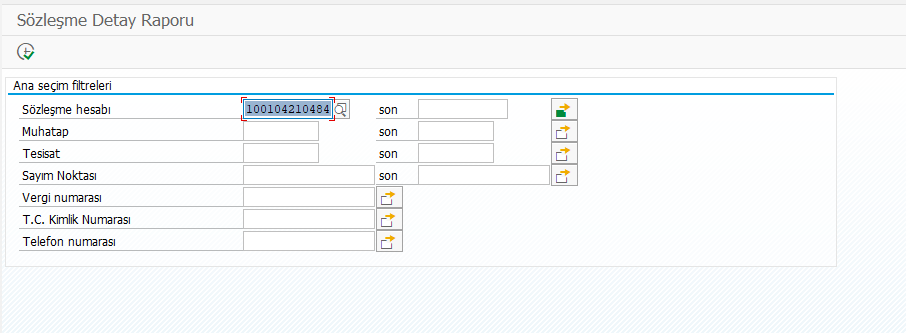 Sözleşme Detay Raporu
Ana seçim filtreleri
Sözleşme hesabı 100104210484 son
Muhatap son
Tesisat son
Sayım Noktası son
Vergi numarası
T.C. Kimlik Numarası
Telefon numarası